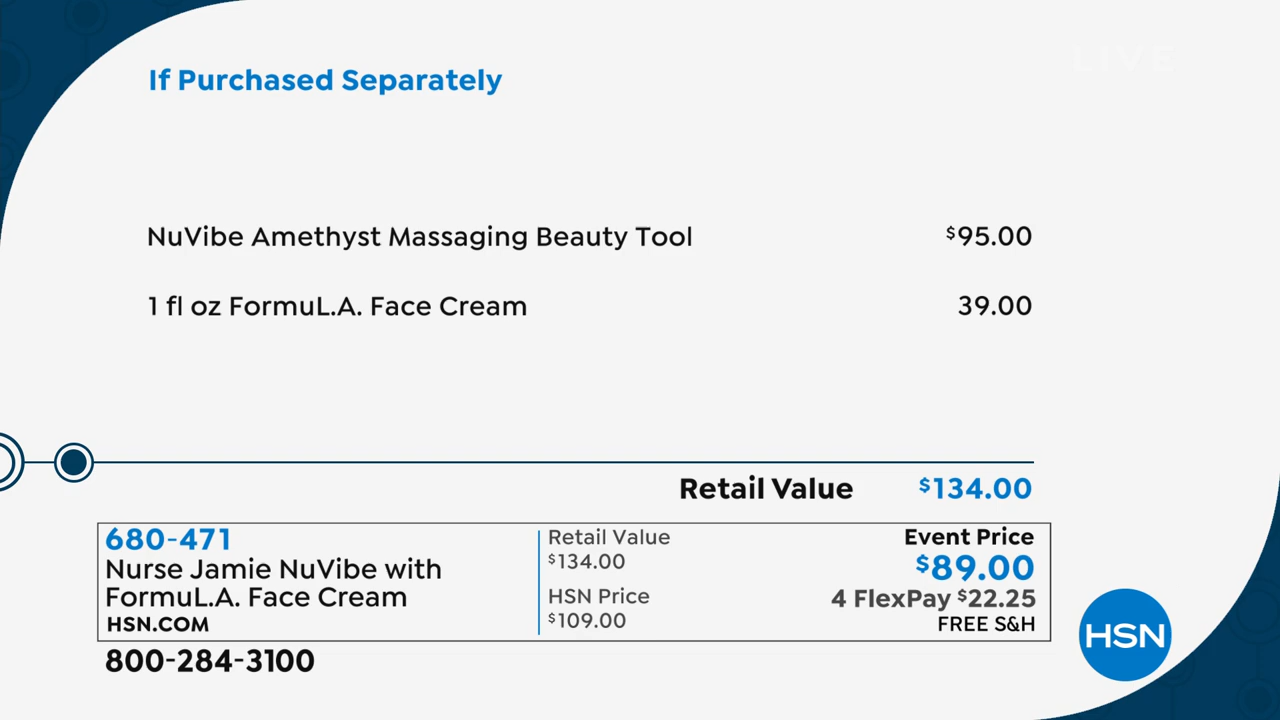 LIVE
If Purchased Separately
NuVibe Amethyst Massaging Beauty Tool $95.00
1 fl oz FormuL.A. Face Cream 39.00
Retail Value $134.00
680-471
Nurse Jamie NuVibe with
FormuL.A. Face Cream
HSN.COM
Retail Value
$134.00
HSN Price
$109.00
Event Price
$89.00
4 FlexPay $22.25
FREE S&H
800-284-3100
HSN